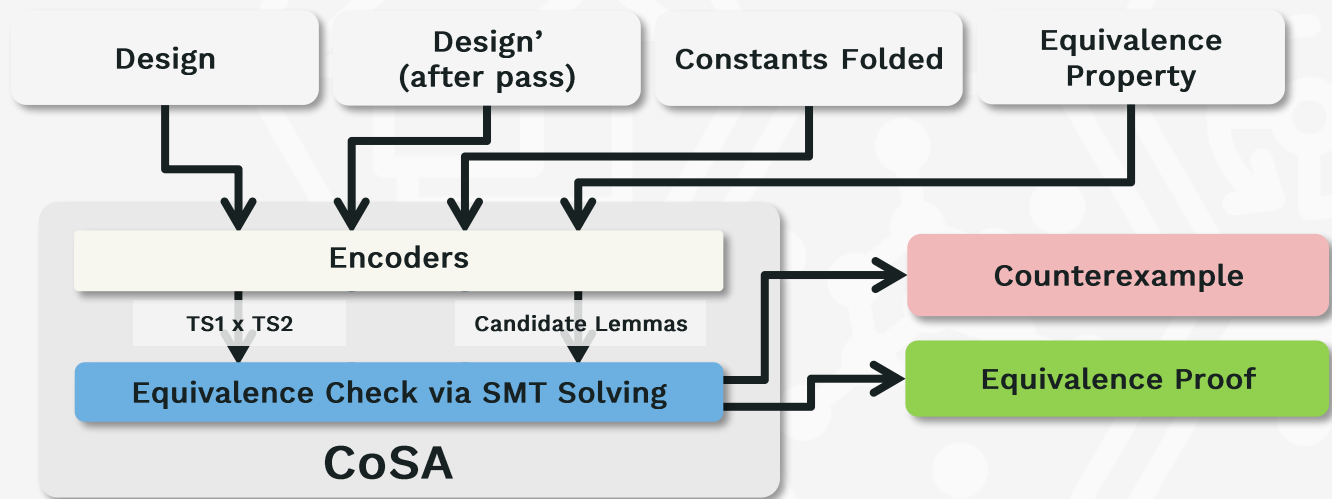 Design
Design’
(after pass)
Constants Folded
Equivalence
Property
Encoders
TS1 x TS2
Candidate Lemmas
Counterexample
Equivalence Check via SMT Solving
Equivalence Proof
CoSA